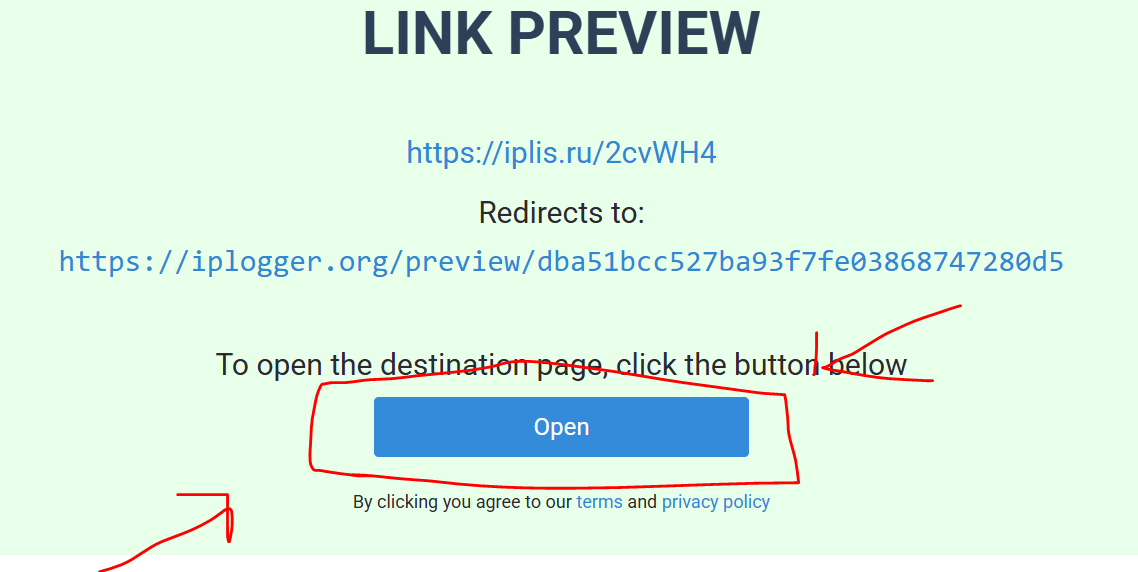 LINK PREVIEW
https://iplis.ru/2cvWH4
Redirects to:
https://iplogger.org/preview/dba51bcc527ba93f7fe03868747280d5
To open the destination page, click the button below
Open
By clicking you agree to our terms and privacy policy